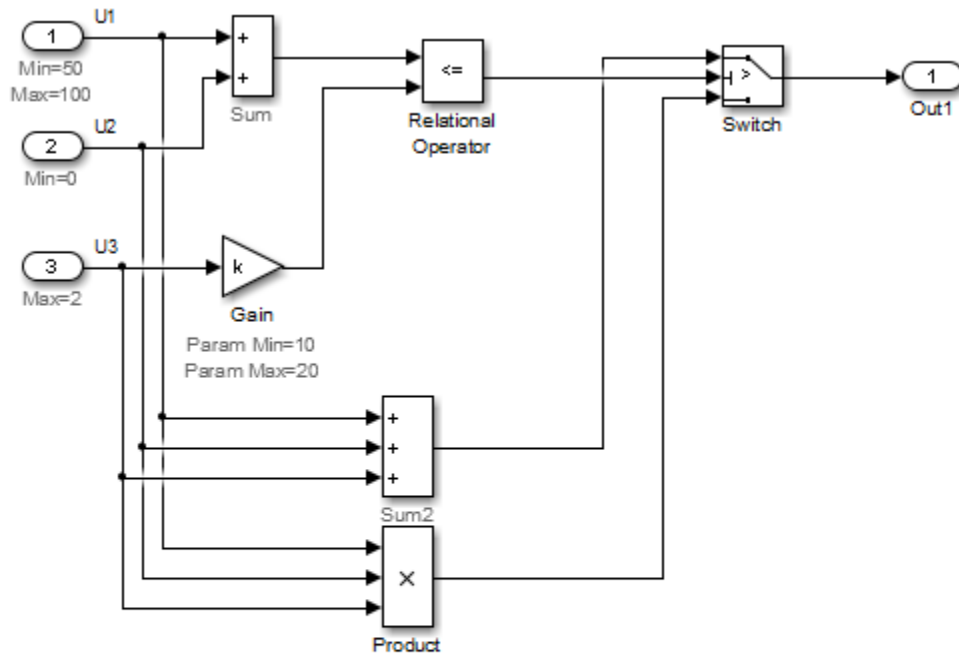 U1
1
Min=50
Max=100
U2
2
Min=0
U3
3
Max=2
+
+
Sum
<=
Relational
Operator
>
Switch
1
Out1
k
Gain
Param Min=10
Param Max=20
+
+
+
Sum2
×
Product